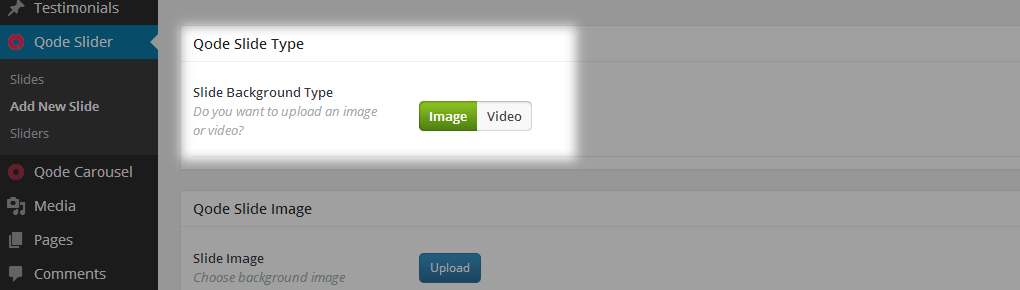 Testimonials
Qode Slider
Slides
Add New Slide
Sliders
Qode Carousel
Media
Pages
Comments
Qode Slide Type
Slide Background Type
Do you want to upload an image
or video?
Image
Video
Qode Slide Image
Slide Image
Choose background image
Upload